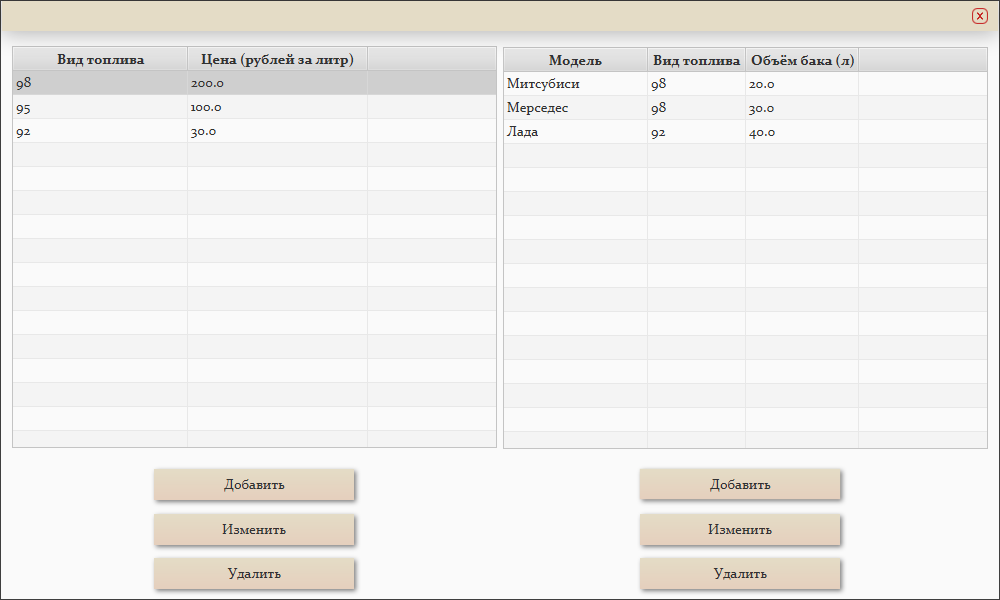 Вид топлива Цена (рублей за литр)
98 200.0
95 100.0
92 30.0
Добавить
Изменить
Удалить
Модель Вид топлива Объём бака (л)
Митсубиси 98 20.0
Мерседес 98 30.0
Лада 92 40.0
Добавить
Изменить
Удалить